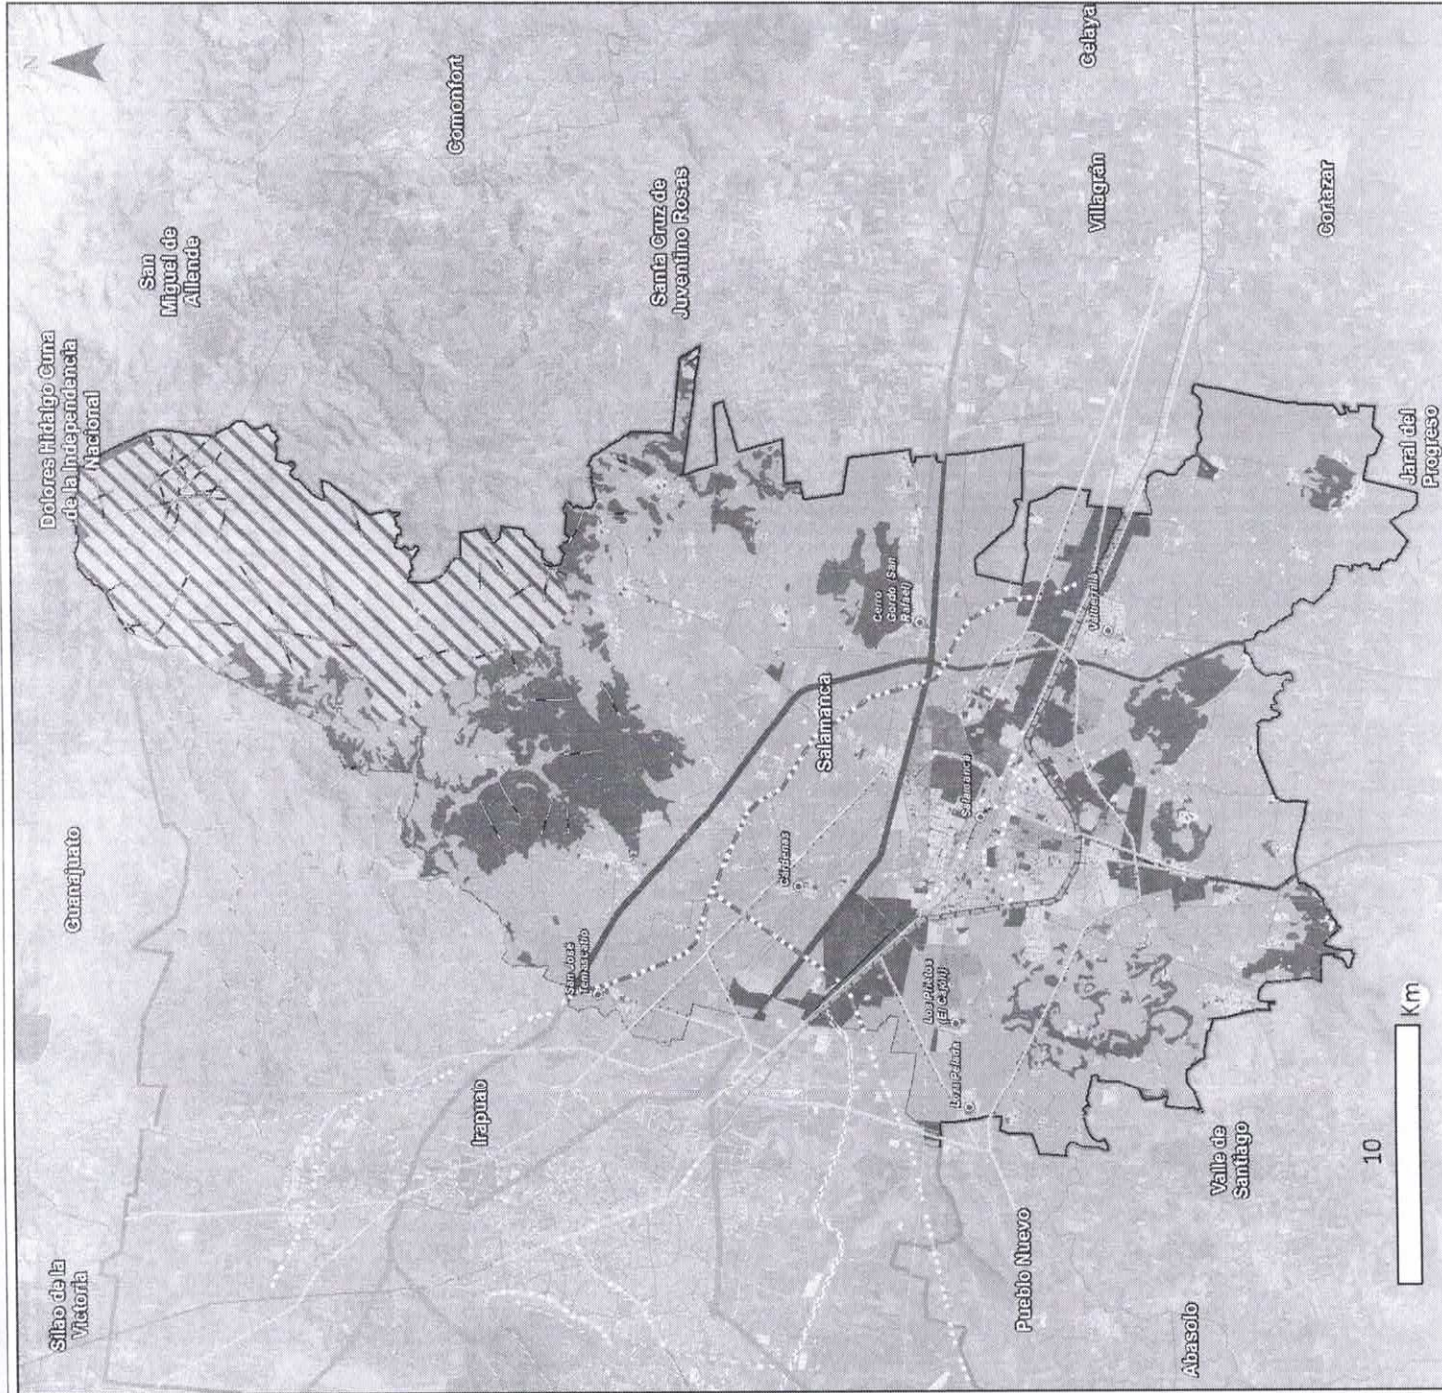 N
Dolores Hidalgo Cuna
de la Independencia
Nacional
San
Miguel de
Allende
Comonfort
Guanajuato
Silao de la
Victoria
Santa Cruz de
Juventino Rosas
Irapuato
San José
Temascatío
Cárdenas
Salamanca
Cerro
Gordo (San
Rafael)
Salamanca
Valtierrilla
Los Prietos
(El Cajón)
Loma Pelada
Celaya
Villagrán
Cortazar
Jaral del
Progreso
Valle de
Santiago
Pueblo Nuevo
Abasolo
10
Km